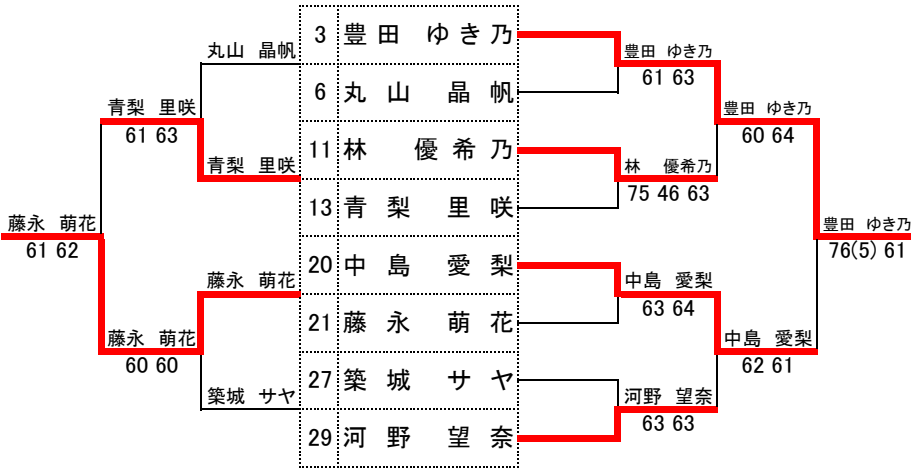 3 豊田 ゆき乃
丸山 晶帆
豊田 ゆき乃
61 63
6 丸山 晶帆
青梨 里咲
61 63
豊田 ゆき乃
60 64
11 林 優希乃
青梨 里咲
林 優希乃
75 46 63
13 青梨 里咲
藤永 萌花
61 62
豊田 ゆき乃
76(5) 61
20 中島 愛梨
藤永 萌花
中島 愛梨
63 64
21 藤永 萌花
藤永 萌花
60 60
中島 愛梨
62 61
27 築城 サヤ
築城 サヤ
河野 望奈
63 63
29 河野 望奈